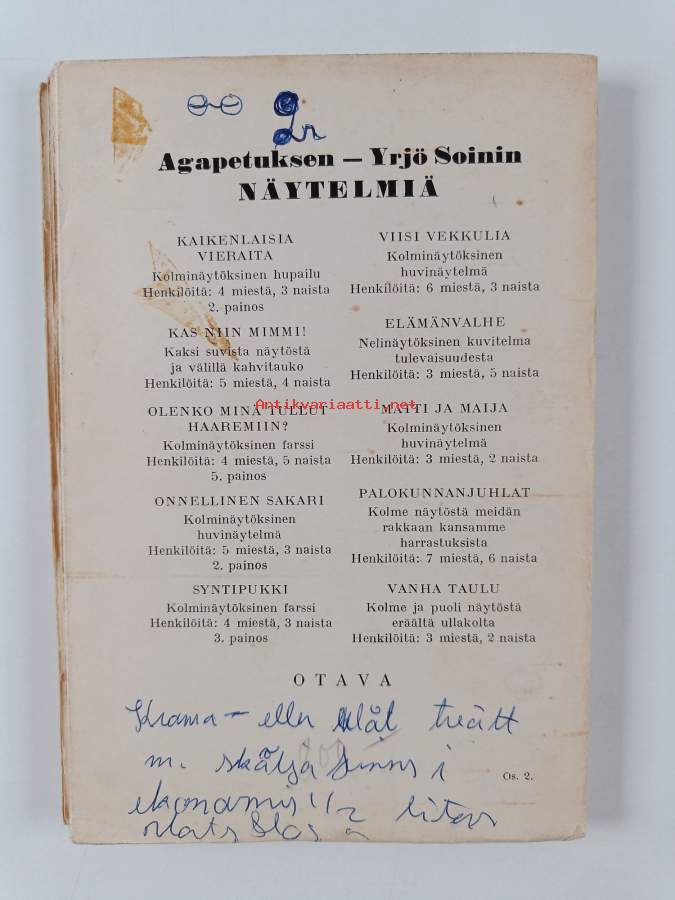 Agapetuksen — Yrjö Soinin
NÄYTELMIÄ
KAIKENLAISIA
VIERAITA
Kolminäytöksinen hupailu
Henkilöitä: 4 miestä, 3 naista
2. painos
KAS NIIN MIMMI!
Kaksi suvista näytöstä
ja välillä kahvitauko
Henkilöitä: 5 miestä, 4 naista
OLENKO MINÄ TULLUT
HAAREMIIN?
Kolminäytöksinen farssi
Henkilöitä: 4 miestä, 5 naista
5. painos
ONNELLINEN SAKARI
Kolminäytöksinen
huvinäytelmä
Henkilöitä: 5 miestä, 3 naista
2. painos
SYNTIPUKKI
Kolminäytöksinen farssi
Henkilöitä: 4 miestä, 3 naista
3. painos
VIISI VEKKULIA
Kolminäytöksinen
huvinäytelmä
Henkilöitä: 6 miestä, 3 naista
ELÄMÄNVALHE
Nelinäytöksinen kuvitelma
tulevaisuudesta
Henkilöitä: 3 miestä, 5 naista
MATTI JA MAIJA
Kolminäytöksinen
huvinäytelmä
Henkilöitä: 3 miestä, 2 naista
PALOKUNNANJUHLAT
Kolme näytöstä meidän
rakkaan kansamme
harrastuksista
Henkilöitä: 7 miestä, 6 naista
VANHA TAULU
Kolme ja puoli näytöstä
eräältä ullakolta
Henkilöitä: 3 miestä, 2 naista
Antikvariaatti.net
OTAVA
eller
m. i
Os. 2.
1/2